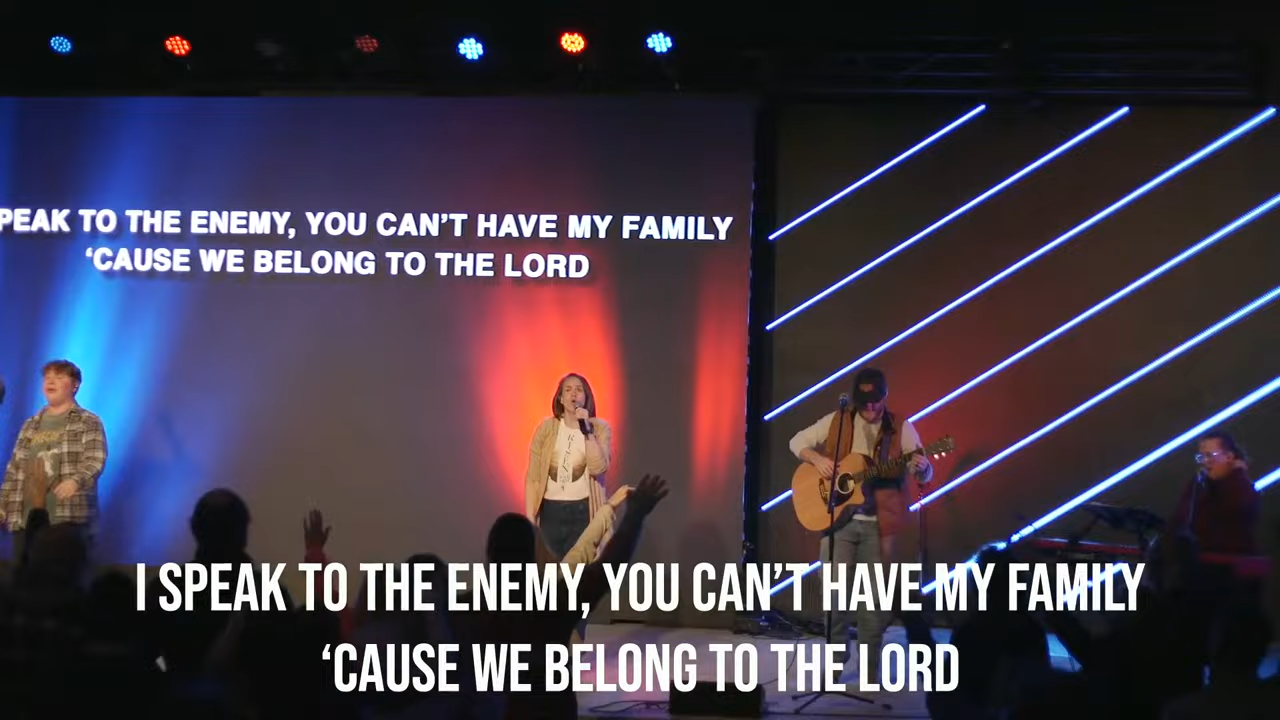 PEAK TO THE ENEMY, YOU CAN'T HAVE MY FAMILY
‘CAUSE WE BELONG TO THE LORD
I SPEAK TO THE ENEMY, YOU CAN’T HAVE MY FAMILY
‘CAUSE WE BELONG TO THE LORD